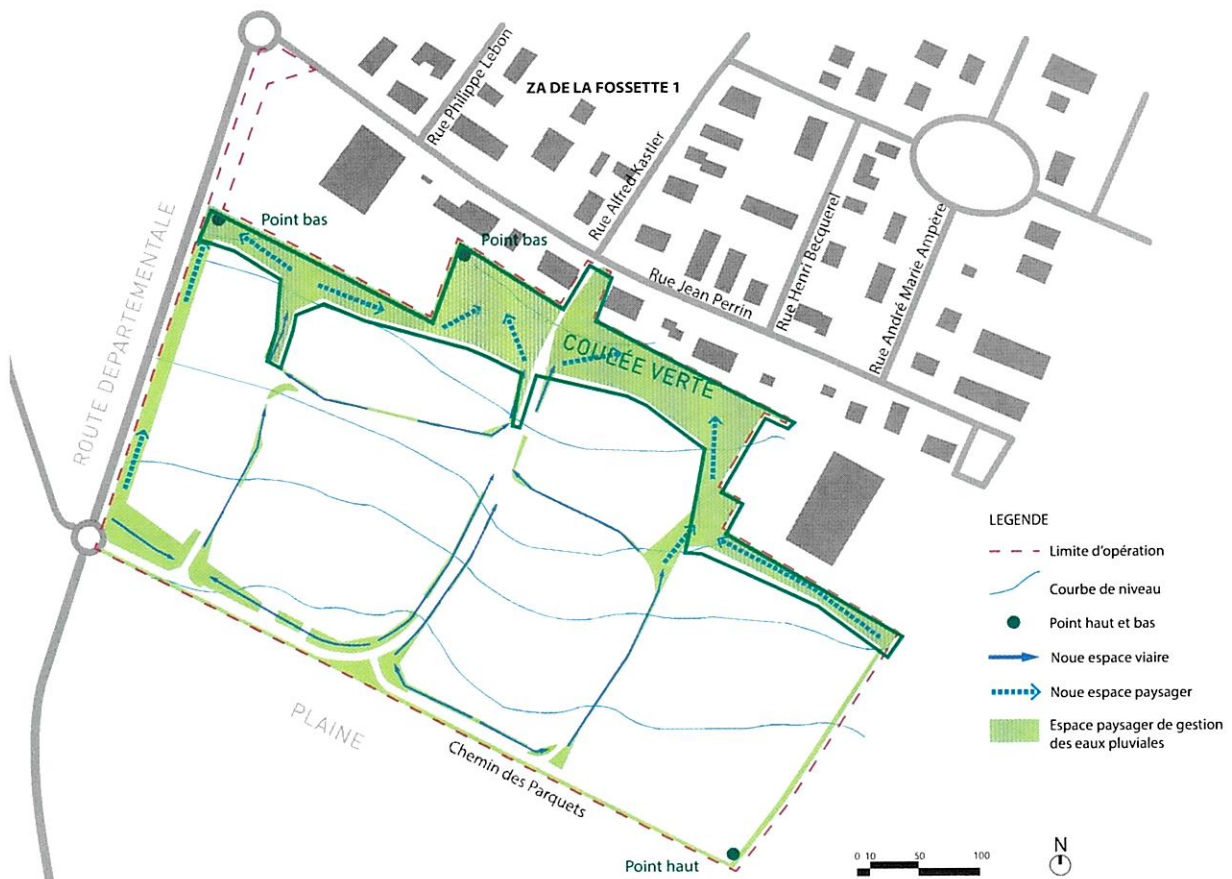 ZA DE LA FOSSETTE 1
Rue Philippe Lebon
Rue Alfred Kastler
Rue Henri Becquerel
Rue André Marie Ampère
Rue Jean Perrin
Point bas
Point bas
COULÉE VERTE
ROUTE DEPARTEMENTALE
PLAINE
Chemin des Parquets
Point haut
LEGENDE
Limite d'opération
Courbe de niveau
Point haut et bas
Noue espace viaire
Noue espace paysager
Espace paysager de gestion
des eaux pluviales
0 10 50 100
N